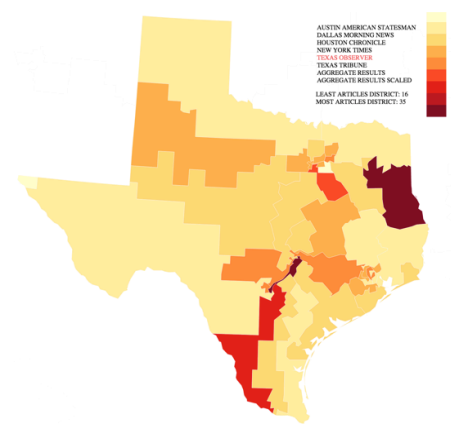 AUSTIN AMERICAN STATESMAN
DALLAS MORNING NEWS
HOUSTON CHRONICLE
NEW YORK TIMES
TEXAS OBSERVER
TEXAS TRIBUNE
AGGREGATE RESULTS
AGGREGATE RESULTS SCALED
LEAST ARTICLES DISTRICT: 16
MOST ARTICLES DISTRICT: 35